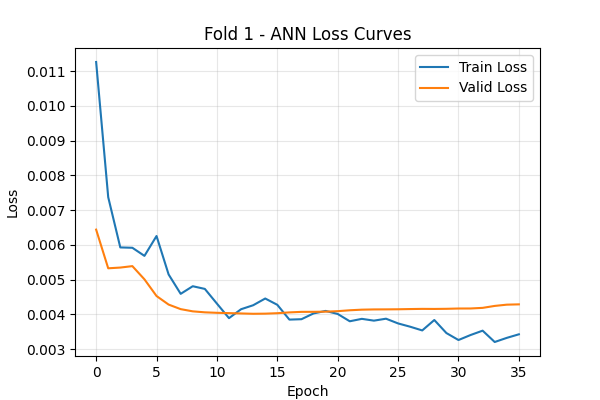 Fold 1 - ANN Loss Curves
Train Loss
Valid Loss
Loss
0.011
0.010
0.009
0.008
0.007
0.006
0.005
0.004
0.003
0 5 10 15 20 25 30 35
Epoch